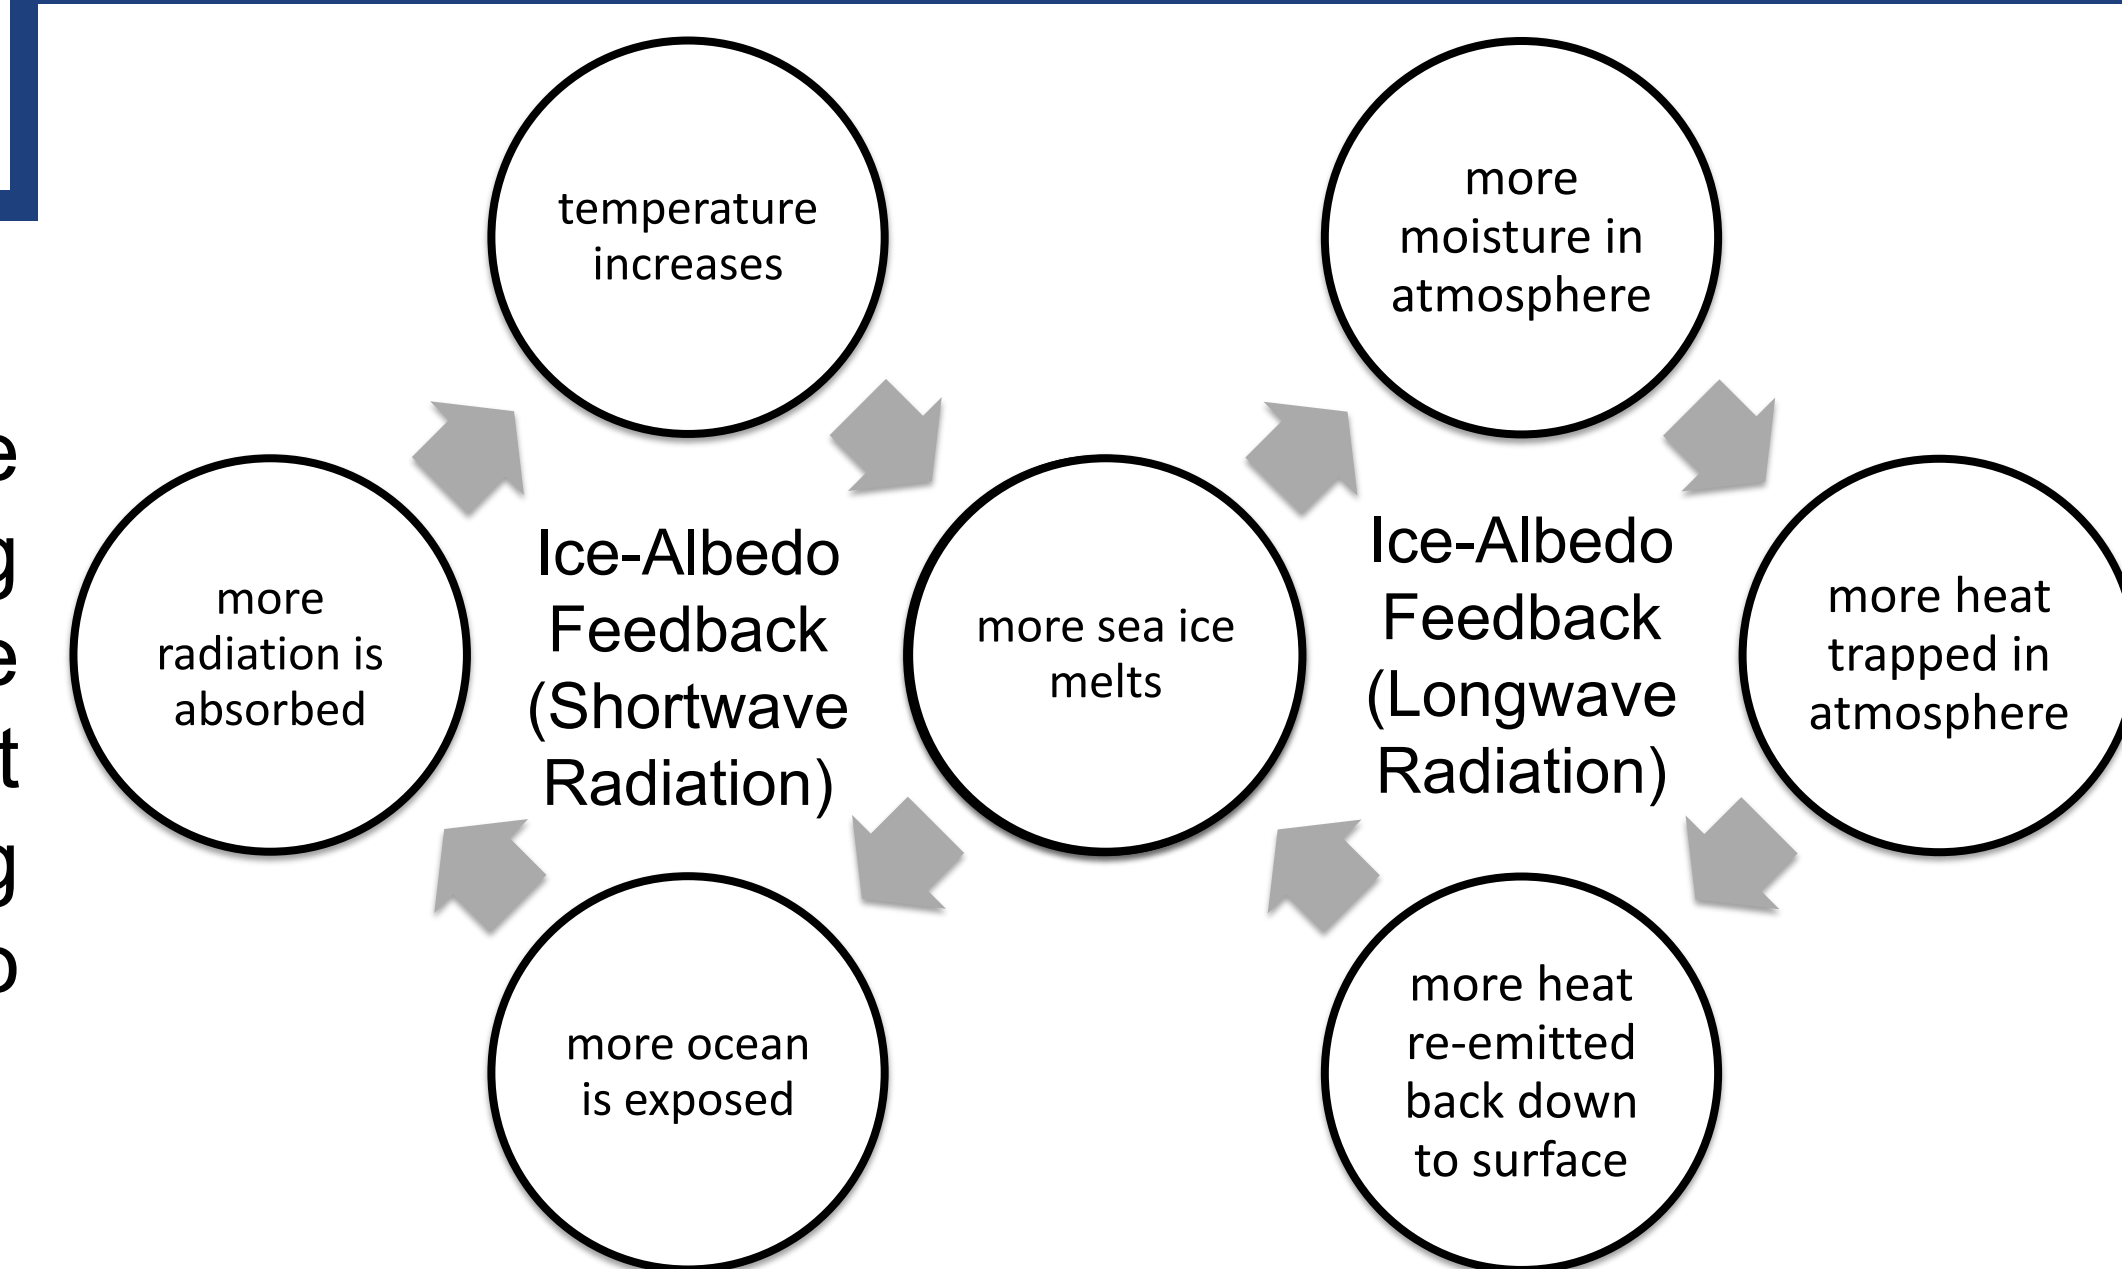 e
g
e
t
g
o
temperature
increases
more
moisture in
atmosphere
more
radiation is
absorbed
Ice-Albedo
Feedback
(Shortwave
Radiation)
more sea ice
melts
Ice-Albedo
Feedback
(Longwave
Radiation)
more heat
trapped in
atmosphere
more ocean
is exposed
more heat
re-emitted
back down
to surface